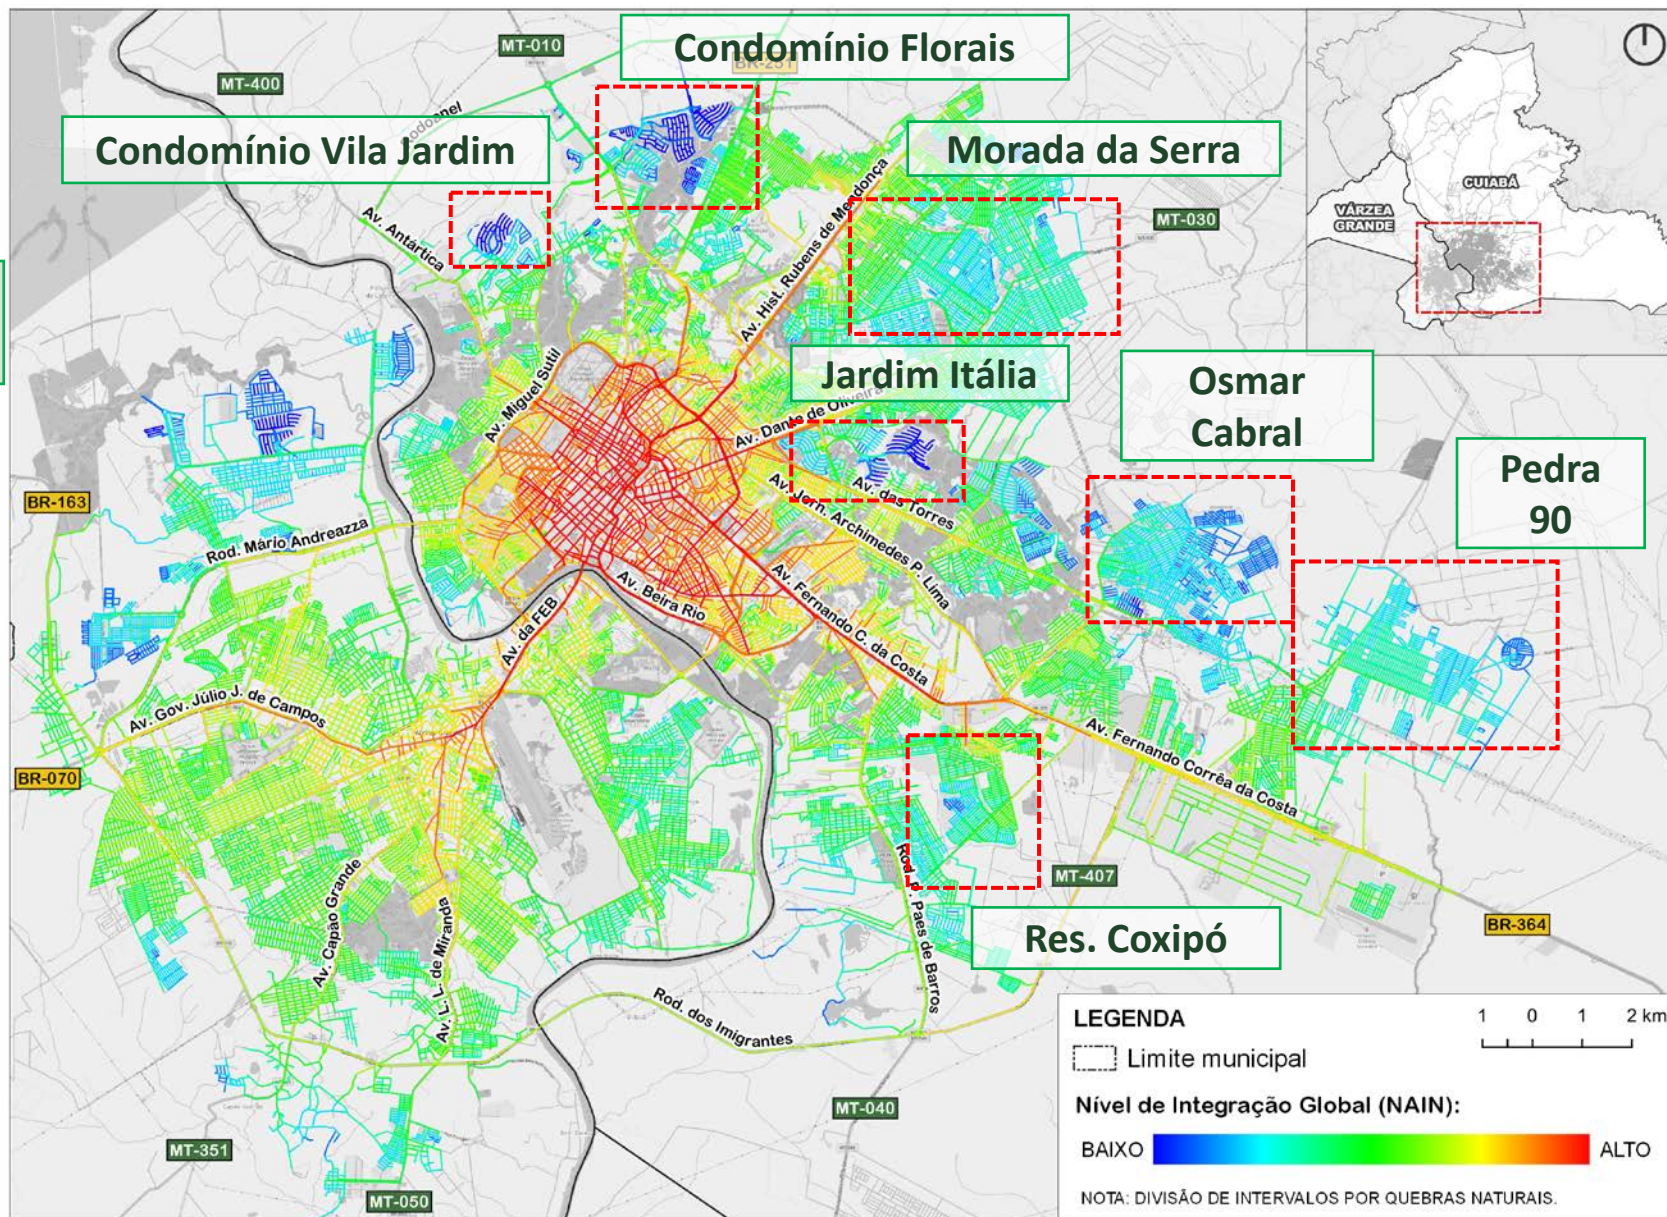 Condomínio Florais
MT-010
BR-251
MT-400
Rodoanel
Condomínio Vila Jardim
Morada da Serra
CUIABÁ
VÁRZEA
GRANDE
MT-030
Av. Antártica
Av. Hist. Rubens de Mendonça
Av. Miguel Sutil
Jardim Itália
Osmar
Cabral
Av. Dante de Oliveira
Pedra
90
BR-163
Av. das Torres
Av. Jorn. Archimedes P. Lima
Rod. Mário Andreazza
Av. Beira Rio
Av. Fernando C. da Costa
Av. da FEB
Av. Gov. Júlio J. de Campos
BR-070
Av. Fernando Corrêa da Costa
MT-407
Av. Capão Grande
Av. L. L. de Miranda
Rod. P. Paes de Barros
Res. Coxipó
BR-364
Rod. dos Imigrantes
LEGENDA
1 0 1 2 km
Limite municipal
Nível de Integração Global (NAIN):
BAIXO
ALTO
NOTA: DIVISÃO DE INTERVALOS POR QUEBRAS NATURAIS.
MT-040
MT-351
MT-050